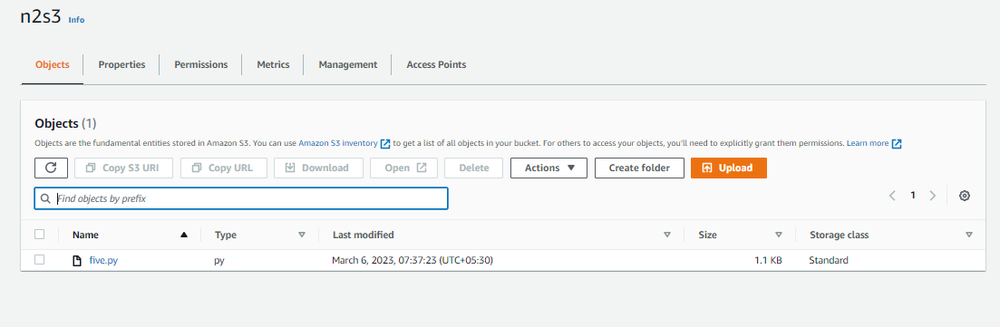 n2s3 Info
Objects Properties Permissions Metrics Management Access Points
Objects (1)
Objects are the fundamental entities stored in Amazon S3. You can use Amazon S3 inventory to get a list of all objects in your bucket. For others to access your objects, you'll need to explicitly grant them permissions. Learn more
Copy S3 URI Copy URL Download Open Delete Actions Create folder Upload
Find objects by prefix 1
Name Type Last modified Size Storage class
five.py py March 6, 2023, 07:37:23 (UTC+05:30) 1.1 KB Standard